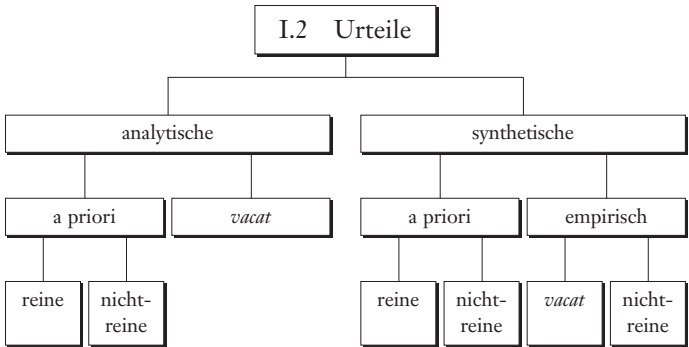 I.2 Urteile
analytische
synthetische
a priori
vacat
a priori
empirisch
reine
nicht-
reine
reine
nicht-
reine
vacat
nicht-
reine